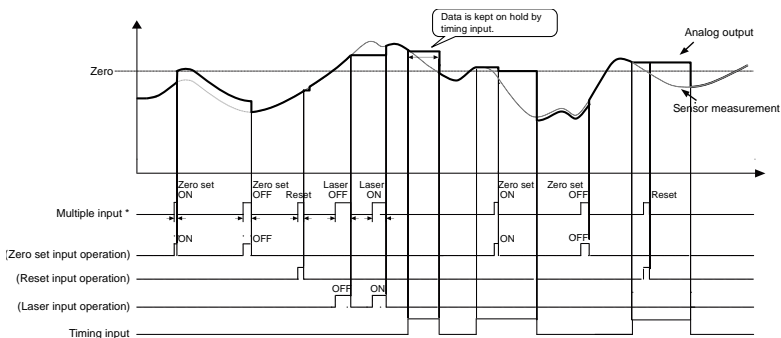 Data is kept on hold by
timing input.
Analog output
Zero
Sensor measurement
Zero set
ON
Zero set
OFF
Reset
Laser
OFF
Laser
ON
Zero set
ON
Zero set
OFF
Reset
Multiple input *
ON
OFF
ON
OFF
(Zero set input operation)
(Reset input operation)
OFF
ON
(Laser input operation)
Timing input